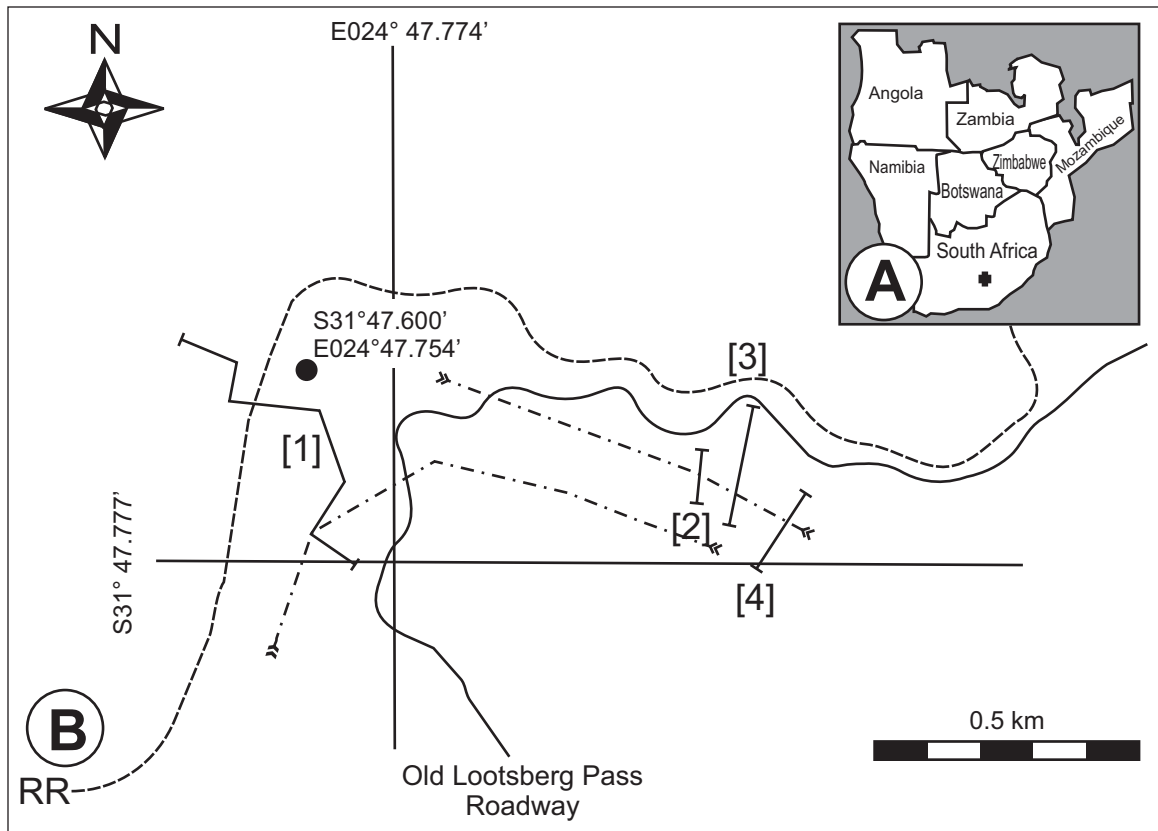 N
E024° 47.774’
Angola
Zambia
Mozambique
Zimbabwe
Namibia
Botswana
South Africa
A
S31°47.600’
E024°47.754’
[3]
[1]
[2]
S31° 47.777’
[4]
B
0.5 km
RR
Old Lootsberg Pass
Roadway